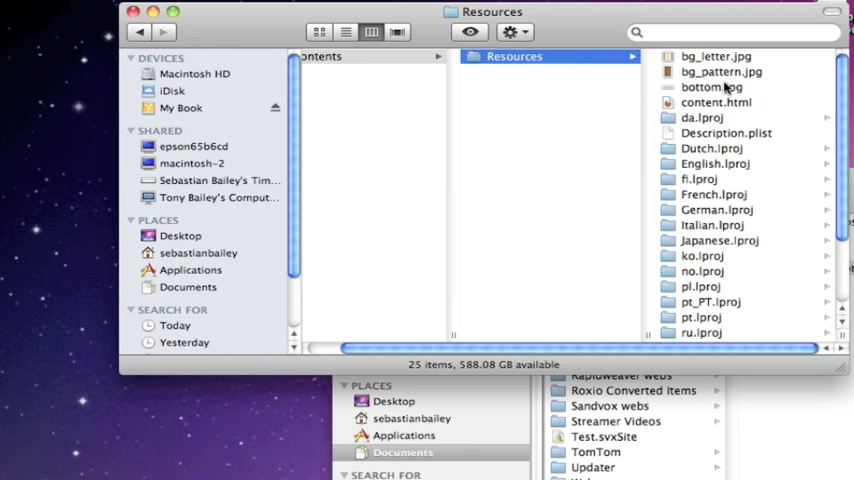 Resources
DEVICES
Macintosh HD
iDisk
My Book
SHARED
epson65b6cd
macintosh-2
Sebastian Bailey's Tim...
Tony Bailey's Comput...
PLACES
Desktop
sebastianbailey
Applications
Documents
SEARCH FOR
Today
Yesterday
ontents
Resources
bg_letter.jpg
bg_pattern.jpg
content.html
da.lproj
Description.plist
Dutch.lproj
English.lproj
fi.lproj
French.lproj
German.lproj
Italian.lproj
Japanese.lproj
ko.lproj
no.lproj
pl.lproj
pt_PT.lproj
pt.lproj
ru.lproj
25 items, 588.08 GB available
PLACES
Desktop
sebastianbailey
Applications
Documents
SEARCH FOR
Rapidweaver webs
Roxio Converted Items
Sandvox webs
Streamer Videos
Test.svxSite
TomTom
Updater